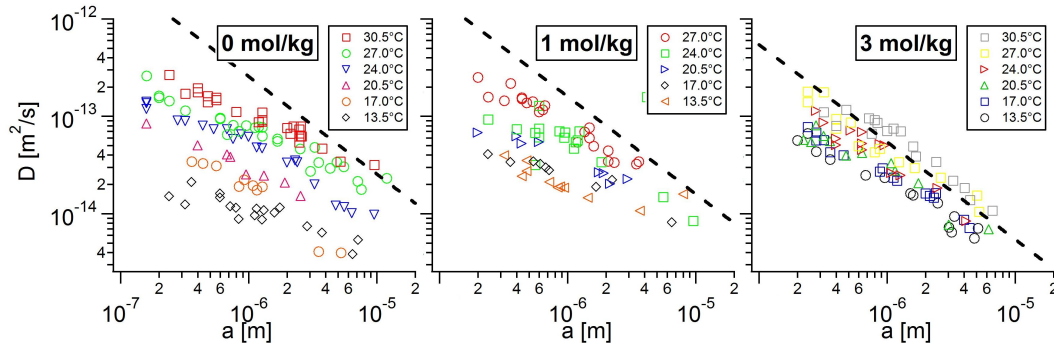 10⁻¹²
4
2
10⁻¹³
4
2
10⁻¹⁴
4
D [m²/s]
0 mol/kg
30.5°C
27.0°C
24.0°C
20.5°C
17.0°C
13.5°C
1 mol/kg
27.0°C
24.0°C
20.5°C
17.0°C
13.5°C
3 mol/kg
30.5°C
27.0°C
24.0°C
20.5°C
17.0°C
13.5°C
10⁻⁷ 4 6 10⁻⁶ 2 4 6 10⁻⁵ 2
2 4 6 10⁻⁶ 2 4 6 10⁻⁵ 2
2 4 6 10⁻⁶ 2 4 6 10⁻⁵ 2
a [m] a [m] a [m]